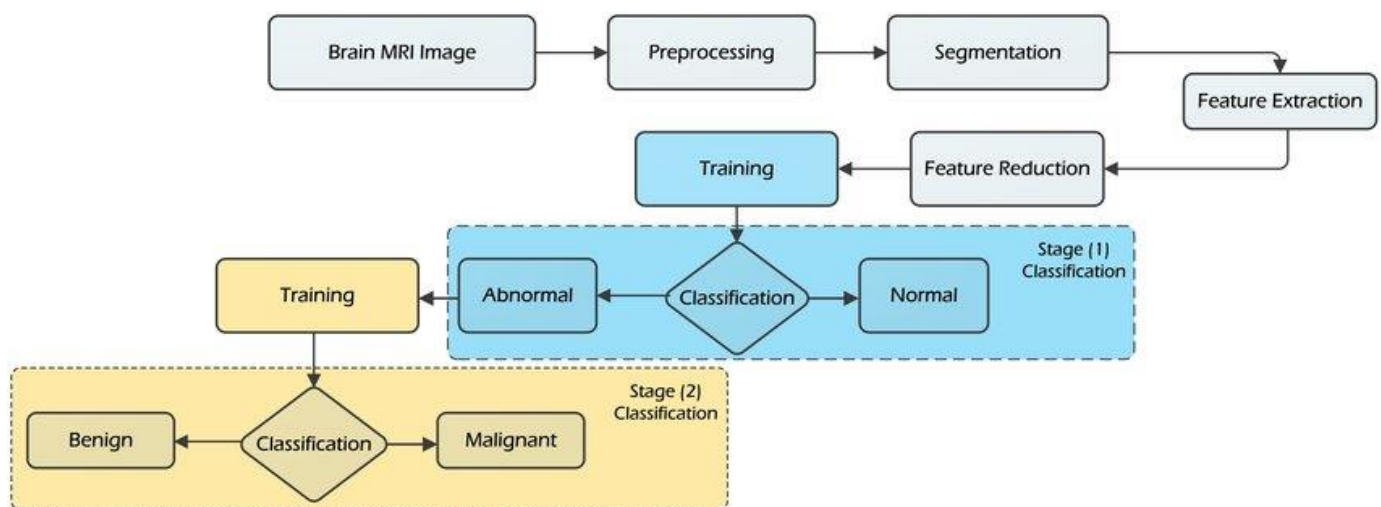 Brain MRI Image
Preprocessing
Segmentation
Feature Extraction
Feature Reduction
Training
Stage (1)
Classification
Classification
Abnormal
Normal
Training
Stage (2)
Classification
Classification
Benign
Malignant